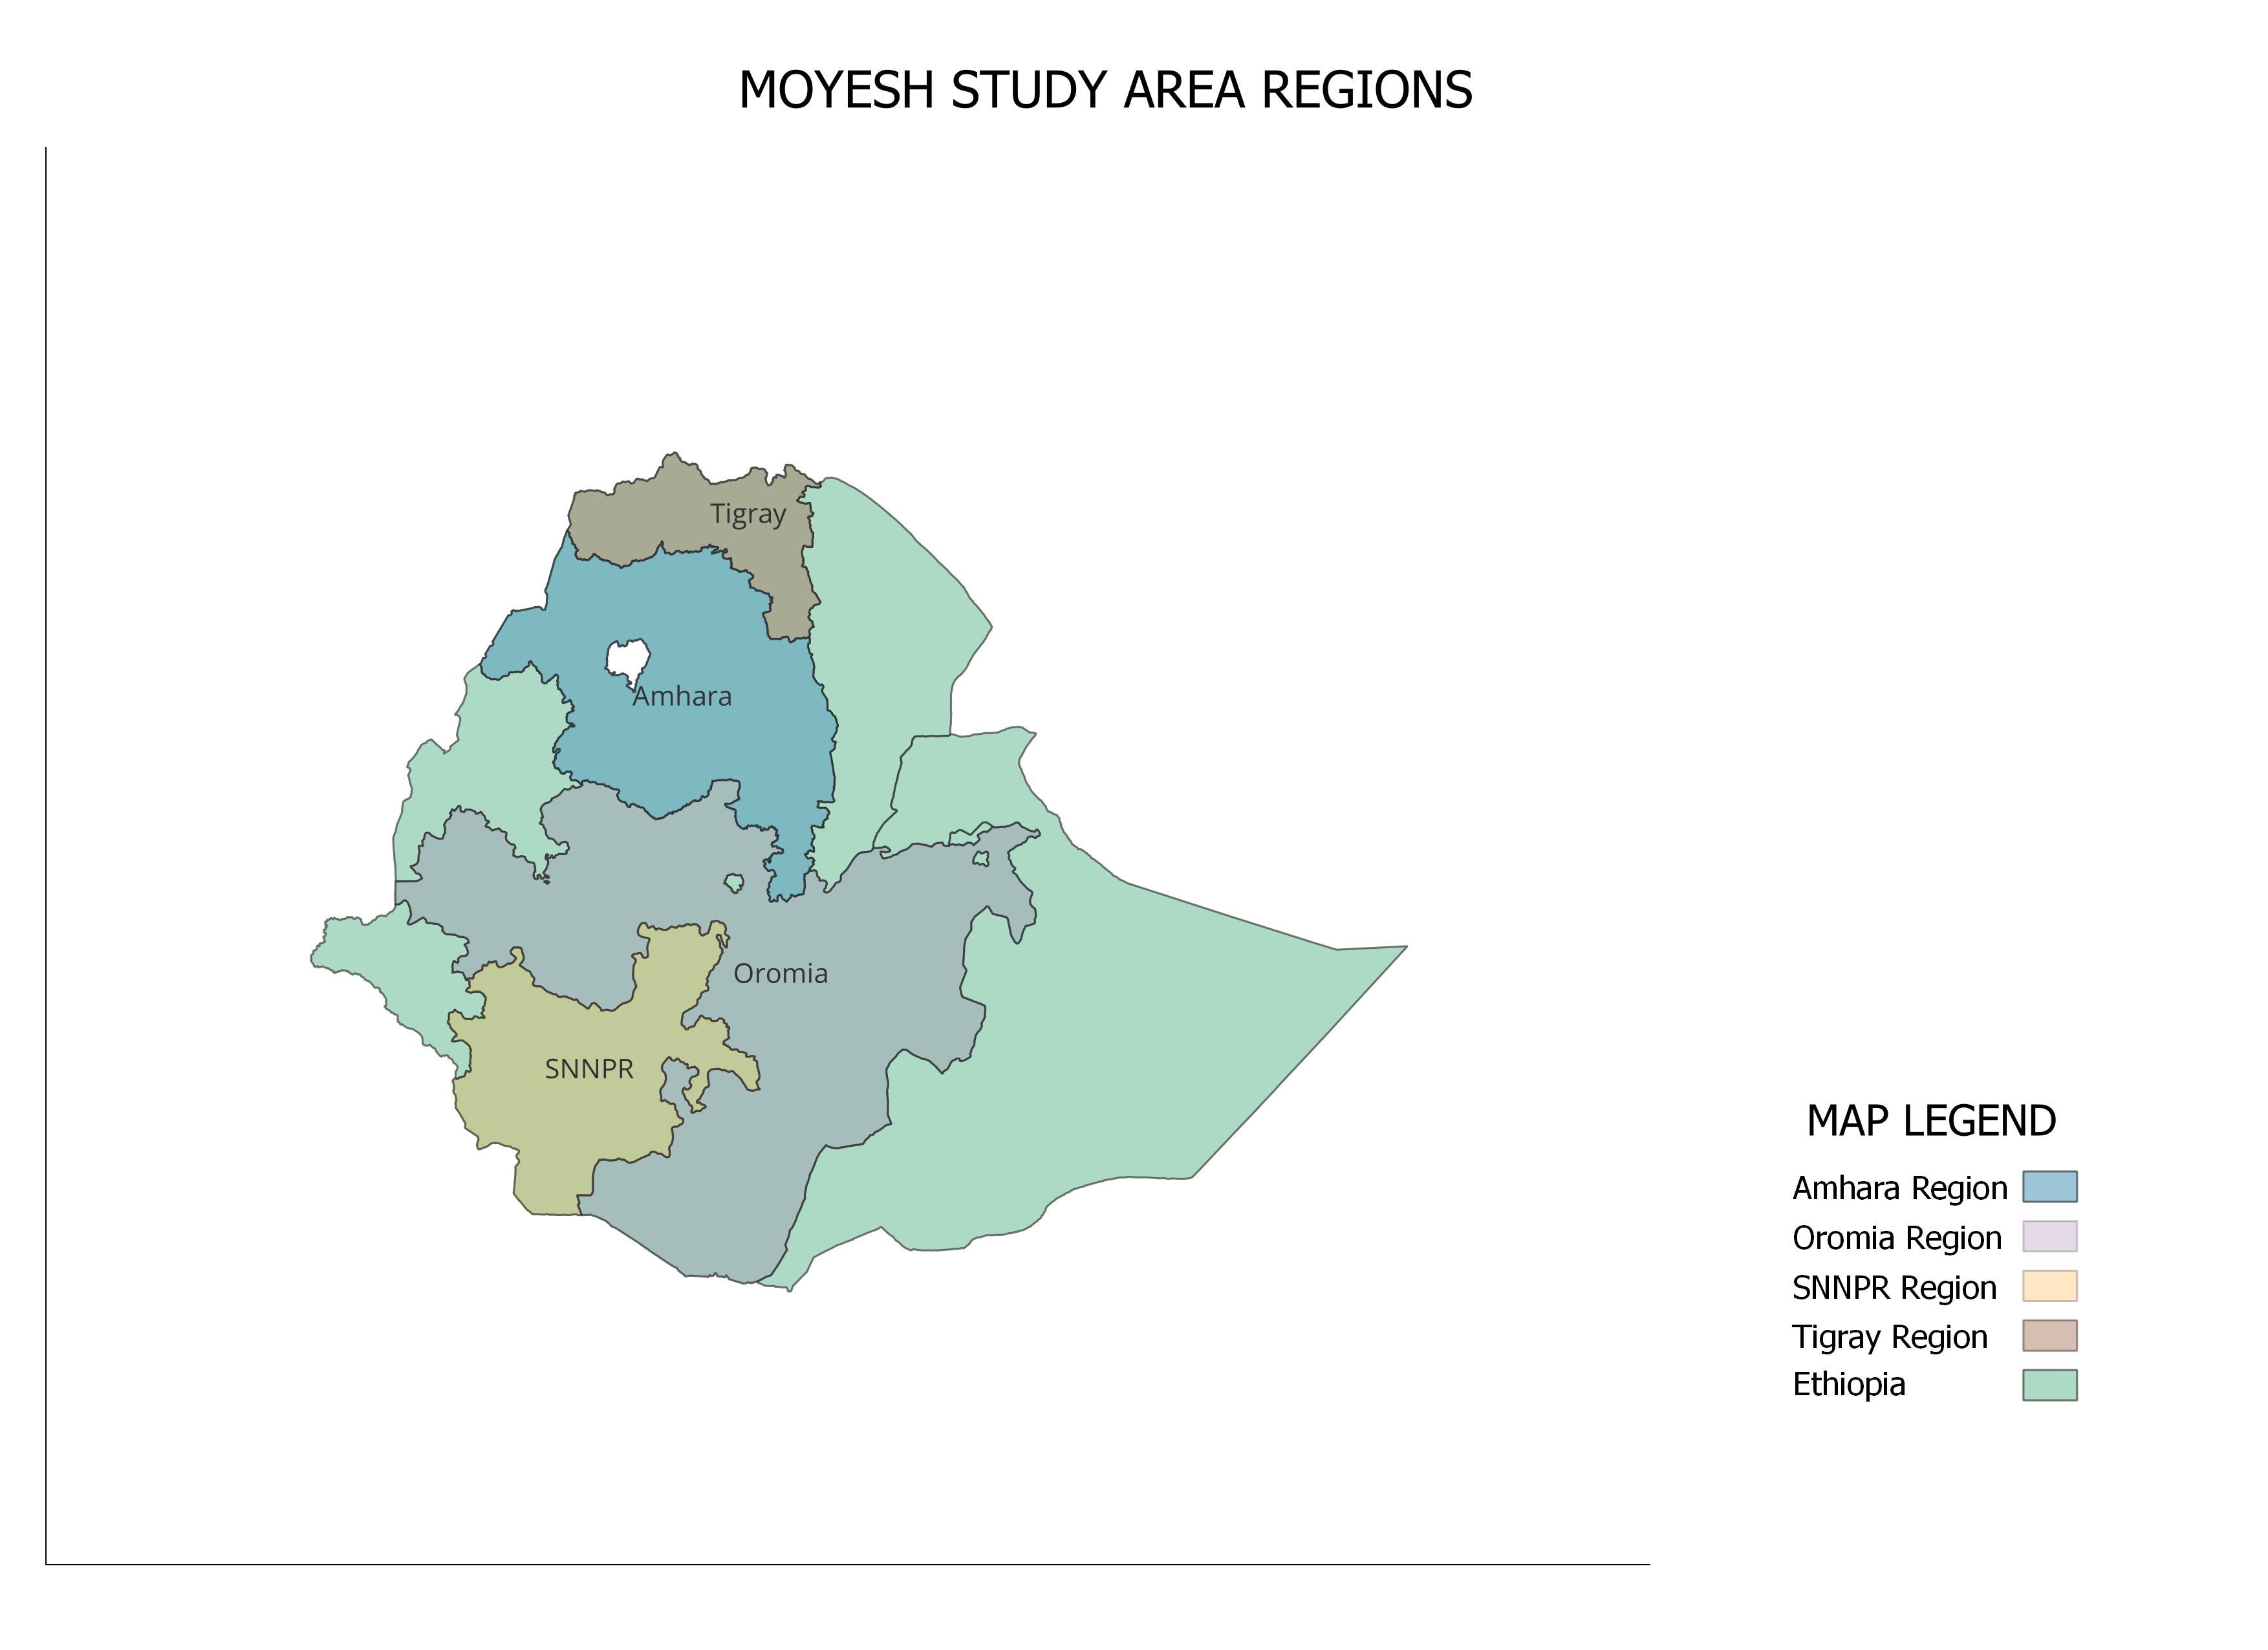 MOYESH STUDY AREA REGIONS
Tigray
Amhara
Oromia
SNNPR
MAP LEGEND
Amhara Region
Oromia Region
SNNPR Region
Tigray Region
Ethiopia